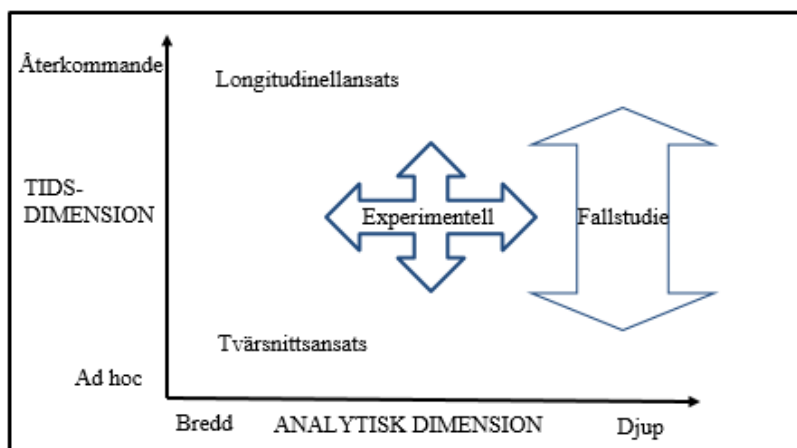 Återkommande
Longitudinellansats
TIDS-
DIMENSION
Experimentell
Fallstudie
Tvärsnittsansats
Ad hoc
Bredd
ANALYTISK DIMENSION
Djup